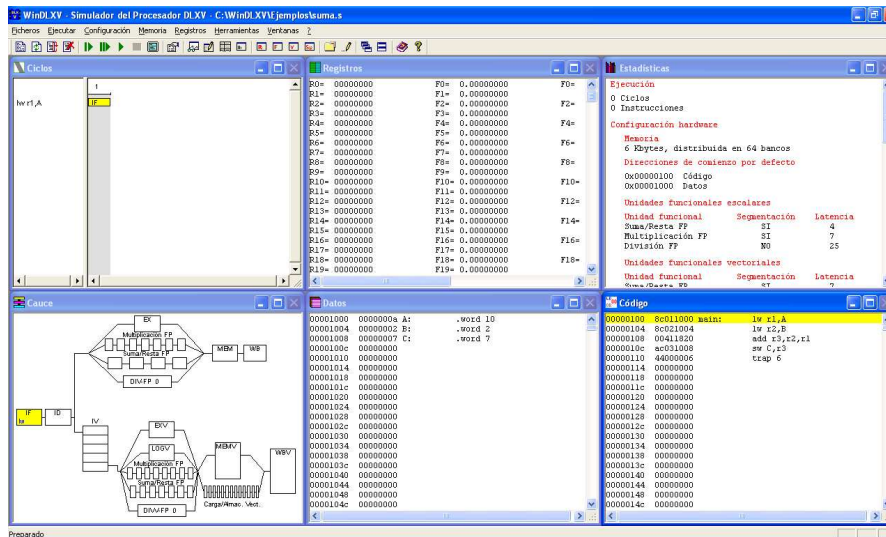 WinDLXV - Simulador del Procesador DLXV - C:\WinDLXV\Ejemplos\suma.s
Ficheros Ejecutar Configuración Memoria Registros Herramientas Ventanas ?
Ciclos
1
lw r1,A
IF
Registros
R0= 00000000 F0= 0.00000000 F0=
R1= 00000000 F1= 0.00000000
R2= 00000000 F2= 0.00000000 F2=
R3= 00000000 F3= 0.00000000
R4= 00000000 F4= 0.00000000 F4=
R5= 00000000 F5= 0.00000000
R6= 00000000 F6= 0.00000000 F6=
R7= 00000000 F7= 0.00000000
R8= 00000000 F8= 0.00000000 F8=
R9= 00000000 F9= 0.00000000
R10= 00000000 F10= 0.00000000 F10=
R11= 00000000 F11= 0.00000000
R12= 00000000 F12= 0.00000000 F12=
R13= 00000000 F13= 0.00000000
R14= 00000000 F14= 0.00000000 F14=
R15= 00000000 F15= 0.00000000
R16= 00000000 F16= 0.00000000 F16=
R17= 00000000 F17= 0.00000000
R18= 00000000 F18= 0.00000000 F18=
R19= 00000000 F19= 0.00000000
Estadísticas
Ejecución
0 Ciclos
0 Instrucciones
Configuración hardware
Memoria
6 Kbytes, distribuida en 64 bancos
Direcciones de comienzo por defecto
0x00000100 Código
0x00001000 Datos
Unidades funcionales escalares
Unidad funcional Segmentación Latencia
Suma/Resta FP SI 4
Multiplicación FP SI 7
División FP NO 25
Unidades funcionales vectoriales
Unidad funcional Segmentación Latencia
Suma/Resta FP SI 7
Cauce
EX
Multiplicación FP
Suma/Resta FP
DIV-FP 0
MEM
WB
IF
lw
ID
IV
EXV
LOGV
Multiplicación FP
Suma/Resta FP
DIV-FP 0
MEMV
Carga/Almac. Vect.
WBV
Datos
00001000 0000000a A: .word 10
00001004 00000002 B: .word 2
00001008 00000007 C: .word 7
0000100c 00000000
00001010 00000000
00001014 00000000
00001018 00000000
0000101c 00000000
00001020 00000000
00001024 00000000
00001028 00000000
0000102c 00000000
00001030 00000000
00001034 00000000
00001038 00000000
0000103c 00000000
00001040 00000000
00001044 00000000
00001048 00000000
0000104c 00000000
Código
00000100 8c011000 main: lw r1,A
00000104 8c021004 lw r2,B
00000108 00411820 add r3,r2,r1
0000010c ac031008 sw C,r3
00000110 44000006 trap 6
00000114 00000000
00000118 00000000
0000011c 00000000
00000120 00000000
00000124 00000000
00000128 00000000
0000012c 00000000
00000130 00000000
00000134 00000000
00000138 00000000
0000013c 00000000
00000140 00000000
00000144 00000000
00000148 00000000
0000014c 00000000
Preparado